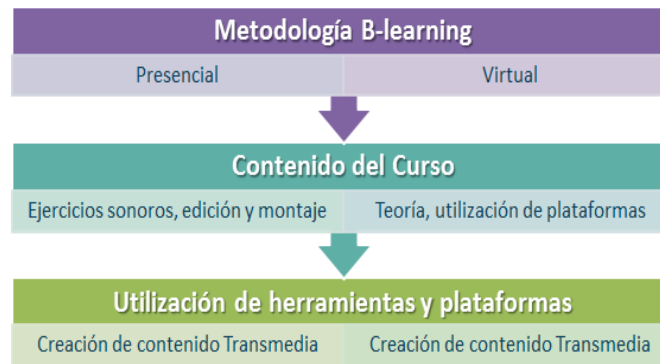 Metodología B-learning
Presencial
Virtual
Contenido del Curso
Ejercicios sonoros, edición y montaje
Teoría, utilización de plataformas
Utilización de herramientas y plataformas
Creación de contenido Transmedia
Creación de contenido Transmedia